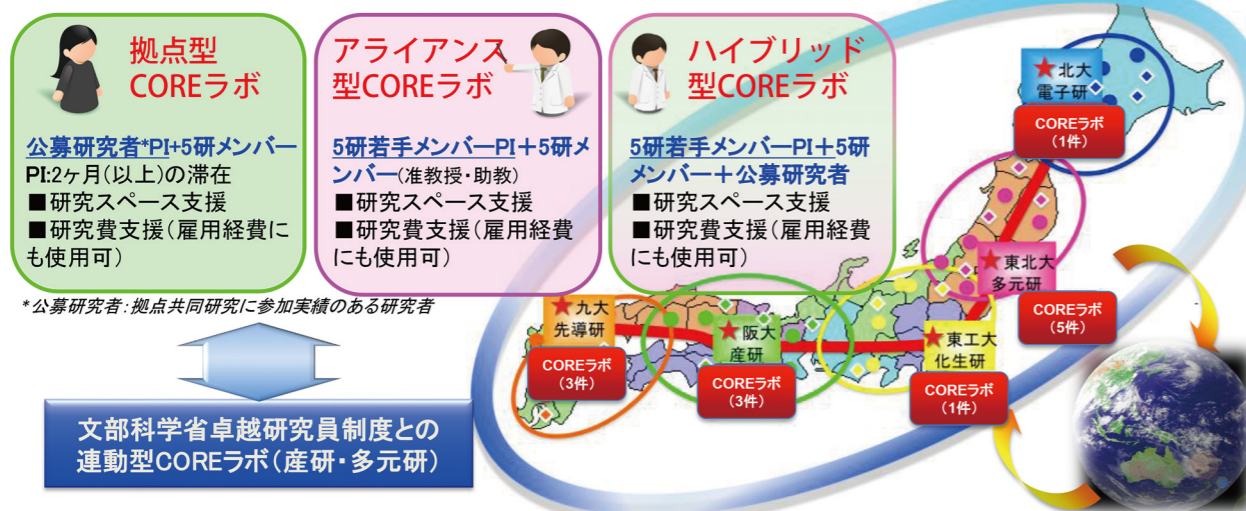 拠点型
COREラボ
公募研究者*PI+5研メンバー
PI:2ヶ月(以上)の滞在
■研究スペース支援
■研究費支援(雇用経費に
も使用可)
アライアンス
型COREラボ
5研若手メンバーPI+5研メ
ンバー(准教授・助教)
■研究スペース支援
■研究費支援(雇用経費
にも使用可)
ハイブリッド
型COREラボ
5研若手メンバーPI+5研
メンバー+公募研究者
■研究スペース支援
■研究費支援(雇用経費
にも使用可)
*公募研究者:拠点共同研究に参加実績のある研究者
文部科学省卓越研究員制度との
連動型COREラボ(産研・多元研)
★北大
電子研
COREラボ
(1件)
★東北大
多元研
COREラボ
(5件)
★東工大
化生研
COREラボ
(1件)
★阪大
産研
COREラボ
(3件)
★九大
先導研
COREラボ
(3件)